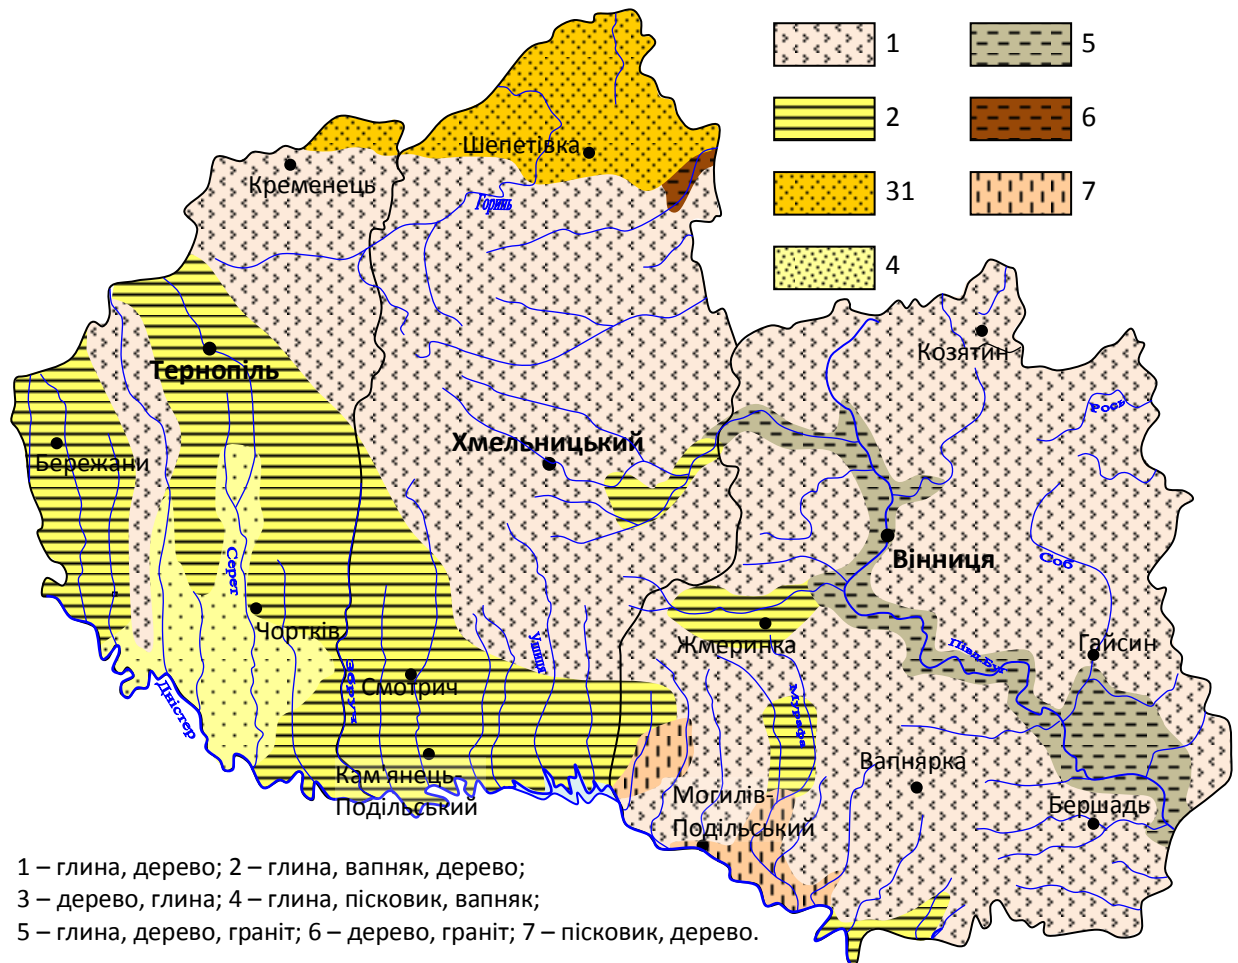 1
5
2
6
Шепетівка
Кременець
31
7
Горинь
4
Козятин
Тернопіль
Рось
Хмельницький
Бережани
Вінниця
Серет
Соб
Чортків
Жмеринка
Ушиця
Гайсин
Півд.Буг
Збруч
Смотрич
Дністер
Мурафа
Вапнярка
Кам'янець-
Подільський
Могилів-
Подільський
Бершадь
1 – глина, дерево; 2 – глина, вапняк, дерево;
3 – дерево, глина; 4 – глина, пісковик, вапняк;
5 – глина, дерево, граніт; 6 – дерево, граніт; 7 – пісковик, дерево.